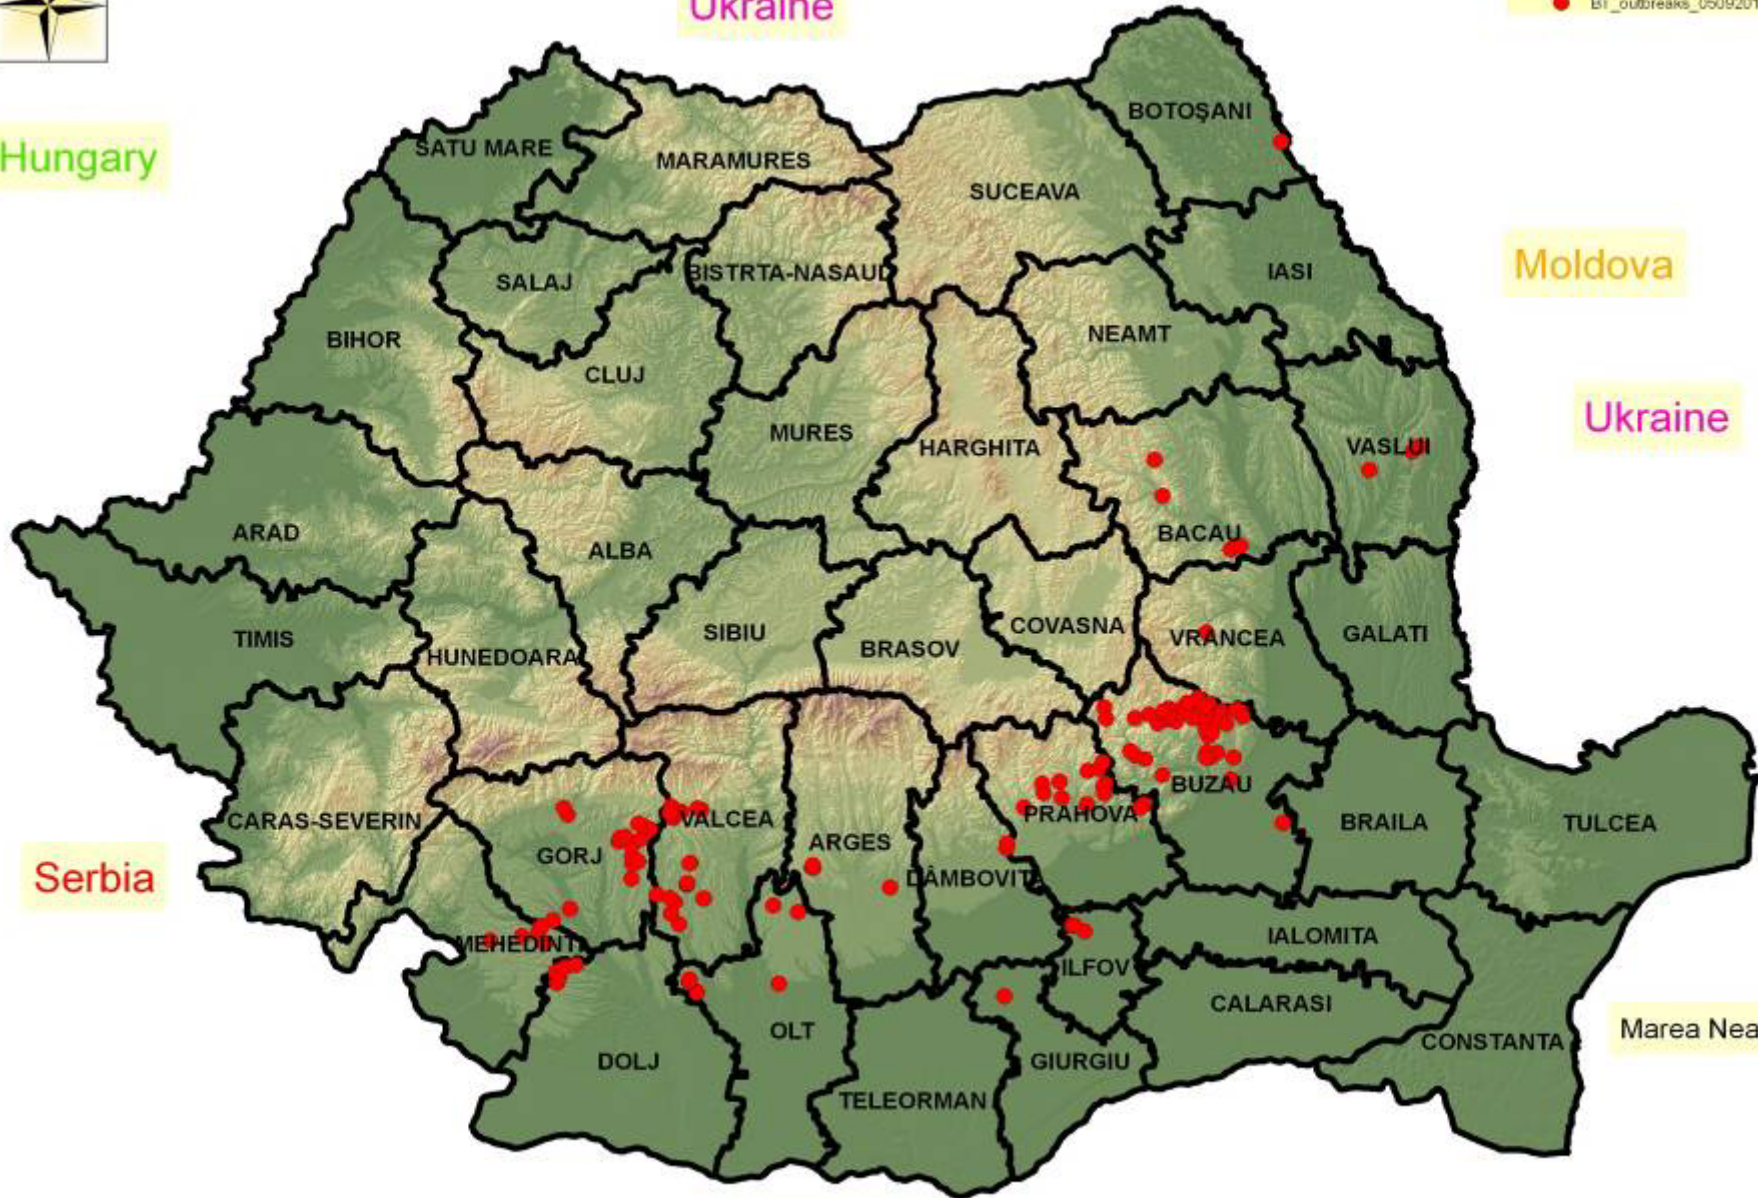 Ukraine
BT_outbreaks_0509201
BOTOŞANI
Hungary
SATU MARE
MARAMURES
SUCEAVA
Moldova
SALAJ
BISTRTA-NASAUD
IASI
BIHOR
NEAMT
CLUJ
Ukraine
MURES
HARGHITA
VASLUI
ARAD
ALBA
BACAU
TIMIS
HUNEDOARA
SIBIU
BRASOV
COVASNA
VRANCEA
GALATI
CARAS-SEVERIN
VALCEA
PRAHOVA
BUZAU
BRAILA
TULCEA
Serbia
GORJ
ARGES
DÂMBOVITA
MEHEDINTI
IALOMITA
ILFOV
CALARASI
OLT
DOLJ
GIURGIU
CONSTANTA
Marea Nea
TELEORMAN